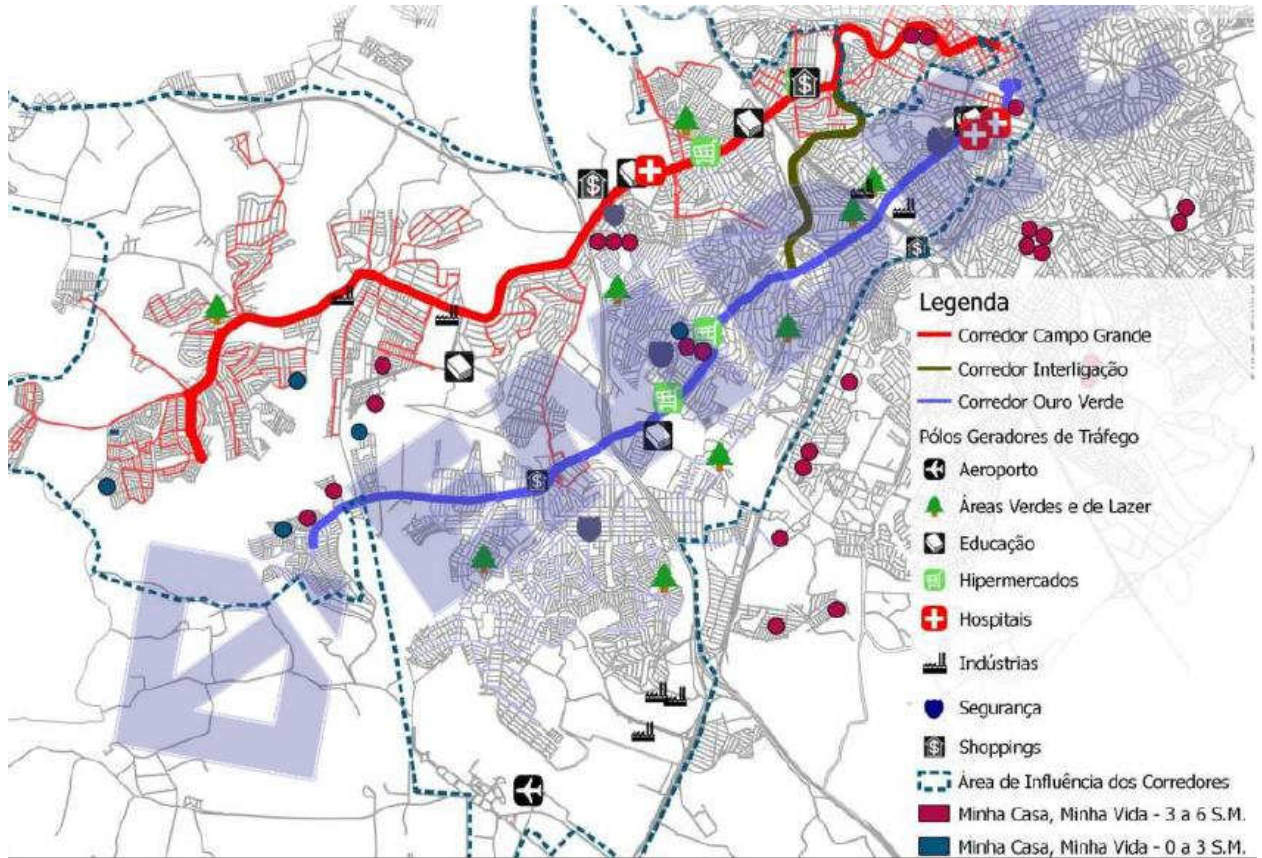 Legenda
Corredor Campo Grande
Corredor Interligação
Corredor Ouro Verde
Pólos Geradores de Tráfego
Aeroporto
Áreas Verdes e de Lazer
Educação
Hipermercados
Hospitais
Indústrias
Segurança
Shoppings
Área de Influência dos Corredores
Minha Casa, Minha Vida - 3 a 6 S.M.
Minha Casa, Minha Vida - 0 a 3 S.M.